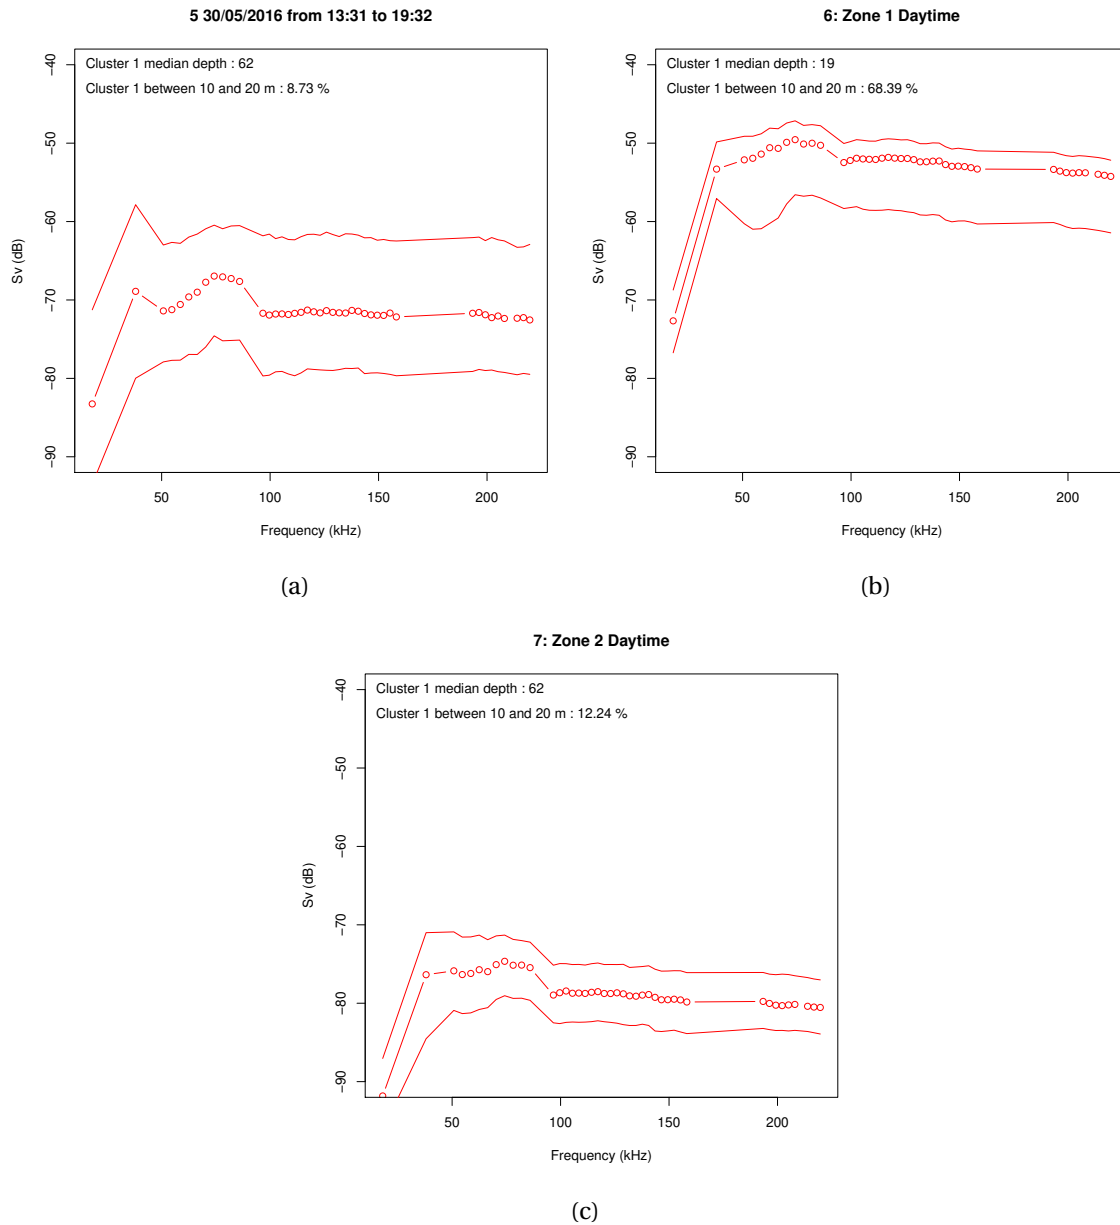 5 30/05/2016 from 13:31 to 19:32
Cluster 1 median depth : 62
Cluster 1 between 10 and 20 m : 8.73 %
−40
−50
−60
−70
−80
−90
Sv (dB)
50 100 150 200
Frequency (kHz)
(a)
6: Zone 1 Daytime
Cluster 1 median depth : 19
Cluster 1 between 10 and 20 m : 68.39 %
−40
−50
−60
−70
−80
−90
Sv (dB)
50 100 150 200
Frequency (kHz)
(b)
7: Zone 2 Daytime
Cluster 1 median depth : 62
Cluster 1 between 10 and 20 m : 12.24 %
−40
−50
−60
−70
−80
−90
Sv (dB)
50 100 150 200
Frequency (kHz)
(c)